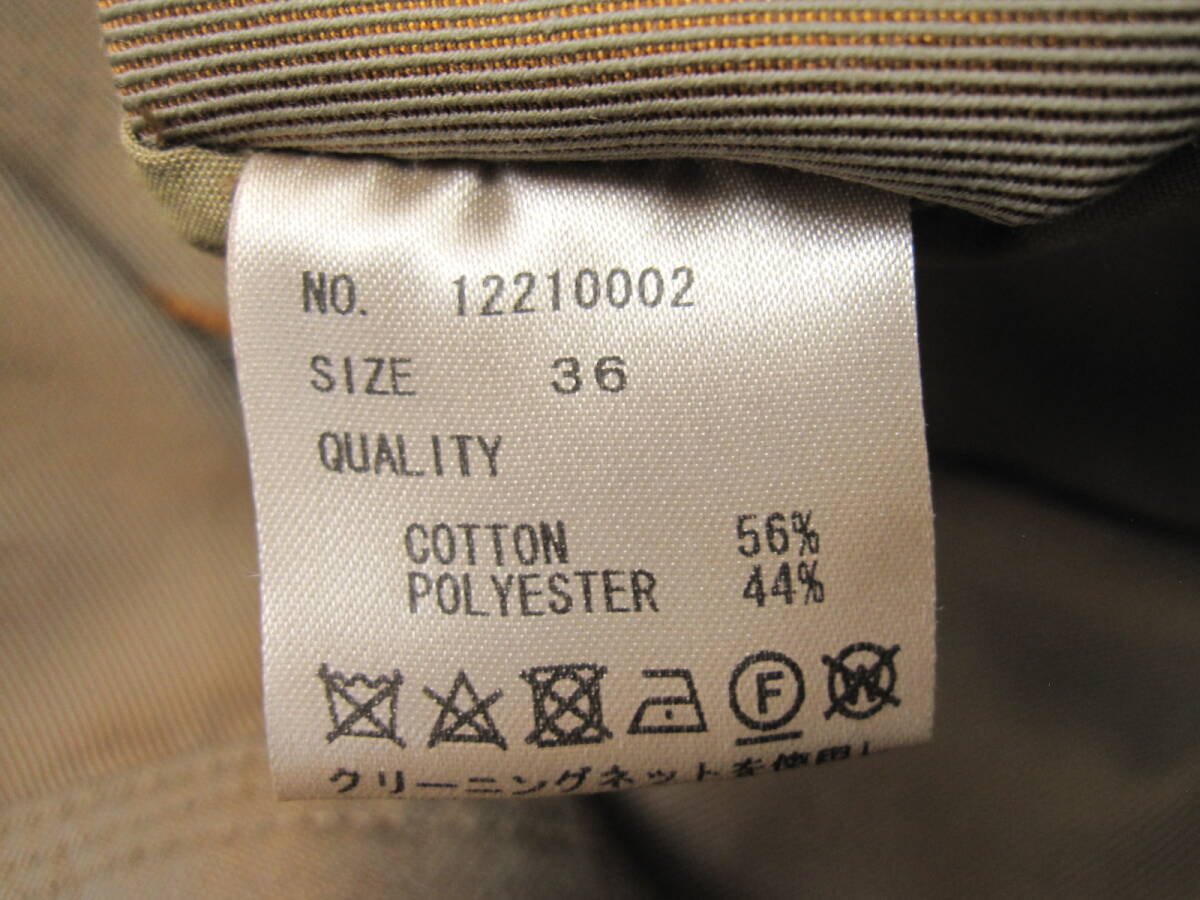 NO. 12210002
SIZE 36
QUALITY
COTTON 56%
POLYESTER 44%
F W
クリーニングネットを使用し